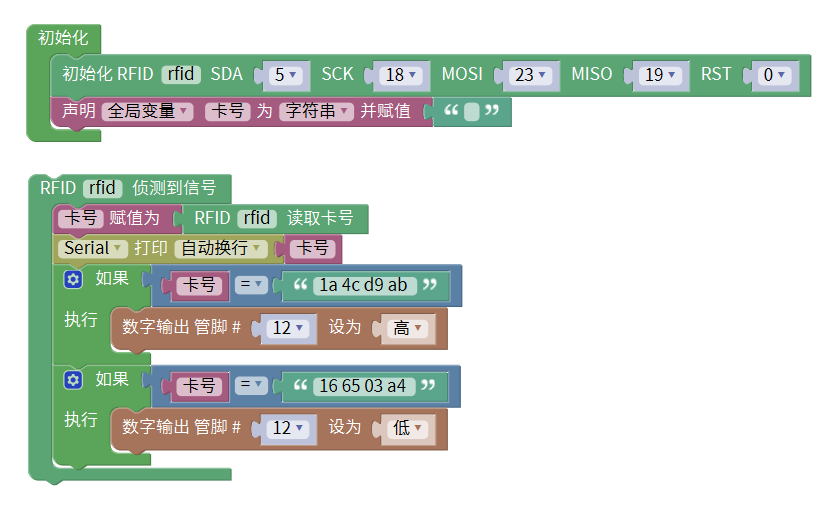 初始化
初始化 RFID rfid SDA 5 SCK 18 MOSI 23 MISO 19 RST 0
声明 全局变量 卡号 为 字符串 并赋值 “ ”
RFID rfid 侦测到信号
卡号 赋值为 RFID rfid 读取卡号
Serial 打印 自动换行 卡号
如果 卡号 = “ 1a 4c d9 ab ”
执行 数字输出 管脚 # 12 设为 高
如果 卡号 = “ 16 65 03 a4 ”
执行 数字输出 管脚 # 12 设为 低